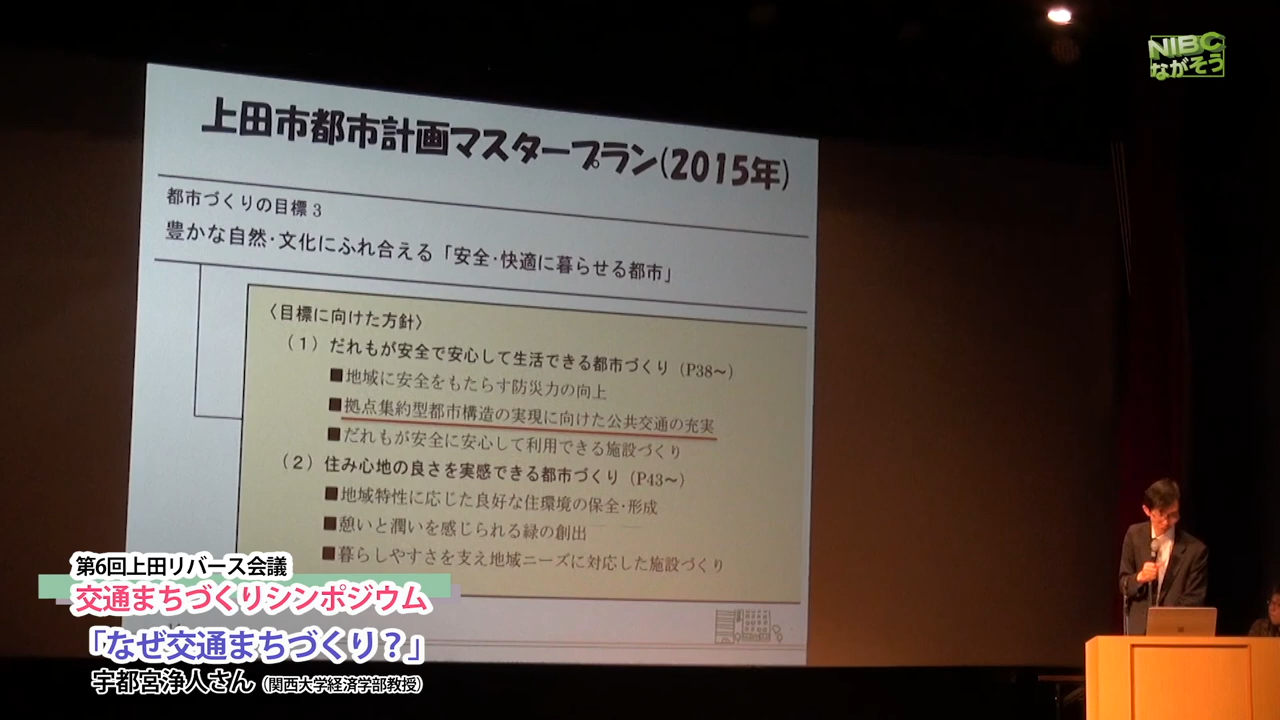 NIBC
ながそう
上田市都市計画マスタープラン(2015年)
都市づくりの目標3
豊かな自然・文化にふれ合える「安全・快適に暮らせる都市」
〈目標に向けた方針〉
(1)だれもが安全で安心して生活できる都市づくり(P38～)
■地域に安全をもたらす防災力の向上
■拠点集約型都市構造の実現に向けた公共交通の充実
■だれもが安全に安心して利用できる施設づくり
(2)住み心地の良さを実感できる都市づくり(P43～)
■地域特性に応じた良好な住環境の保全・形成
■憩いと潤いを感じられる緑の創出
■暮らしやすさを支え地域ニーズに対応した施設づくり
第6回上田リバース会議
交通まちづくりシンポジウム
「なぜ交通まちづくり？」
宇都宮浄人さん（関西大学経済学部教授）